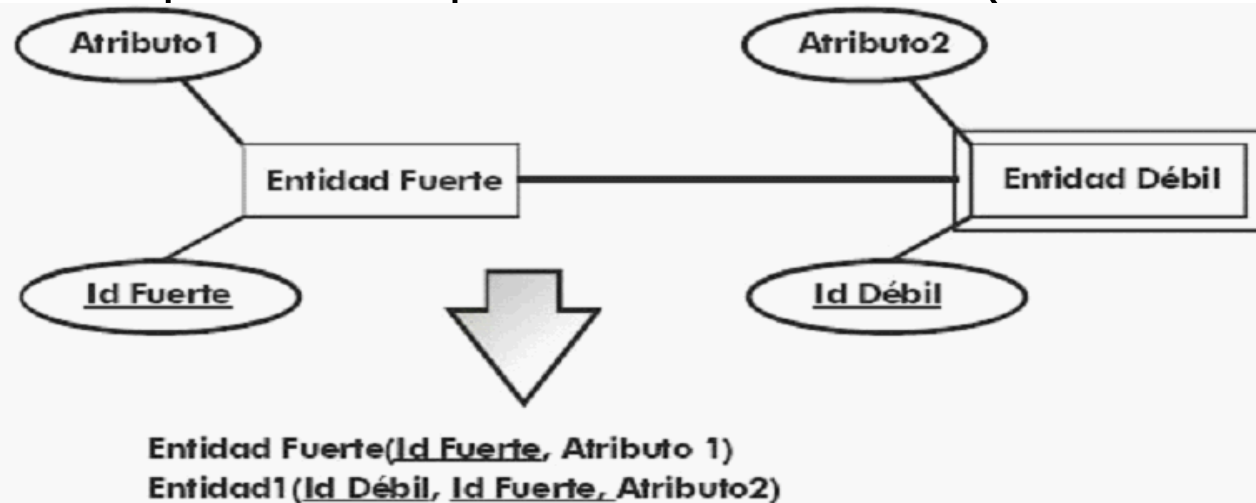 Atributo1
Atributo2
Entidad Fuerte
Entidad Débil
Id Fuerte
Id Débil
Entidad Fuerte(Id Fuerte, Atributo 1)
Entidad1(Id Débil, Id Fuerte, Atributo2)